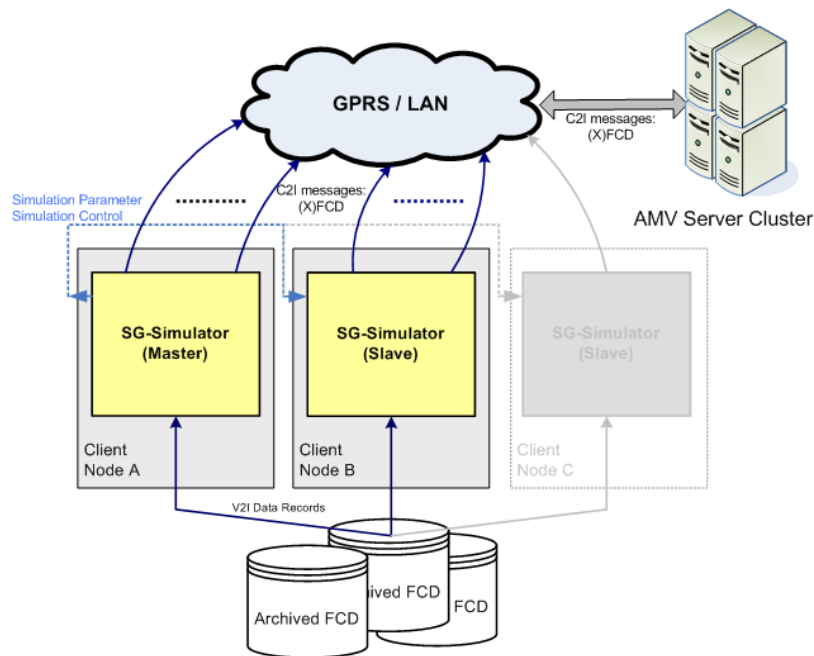 GPRS / LAN
C2I messages:
(X)FCD
AMV Server Cluster
C2I messages:
(X)FCD
Simulation Parameter
Simulation Control
SG-Simulator
(Master)
SG-Simulator
(Slave)
SG-Simulator
(Slave)
Client
Node A
Client
Node B
Client
Node C
V2I Data Records
Archived FCD
hived FCD
FCD